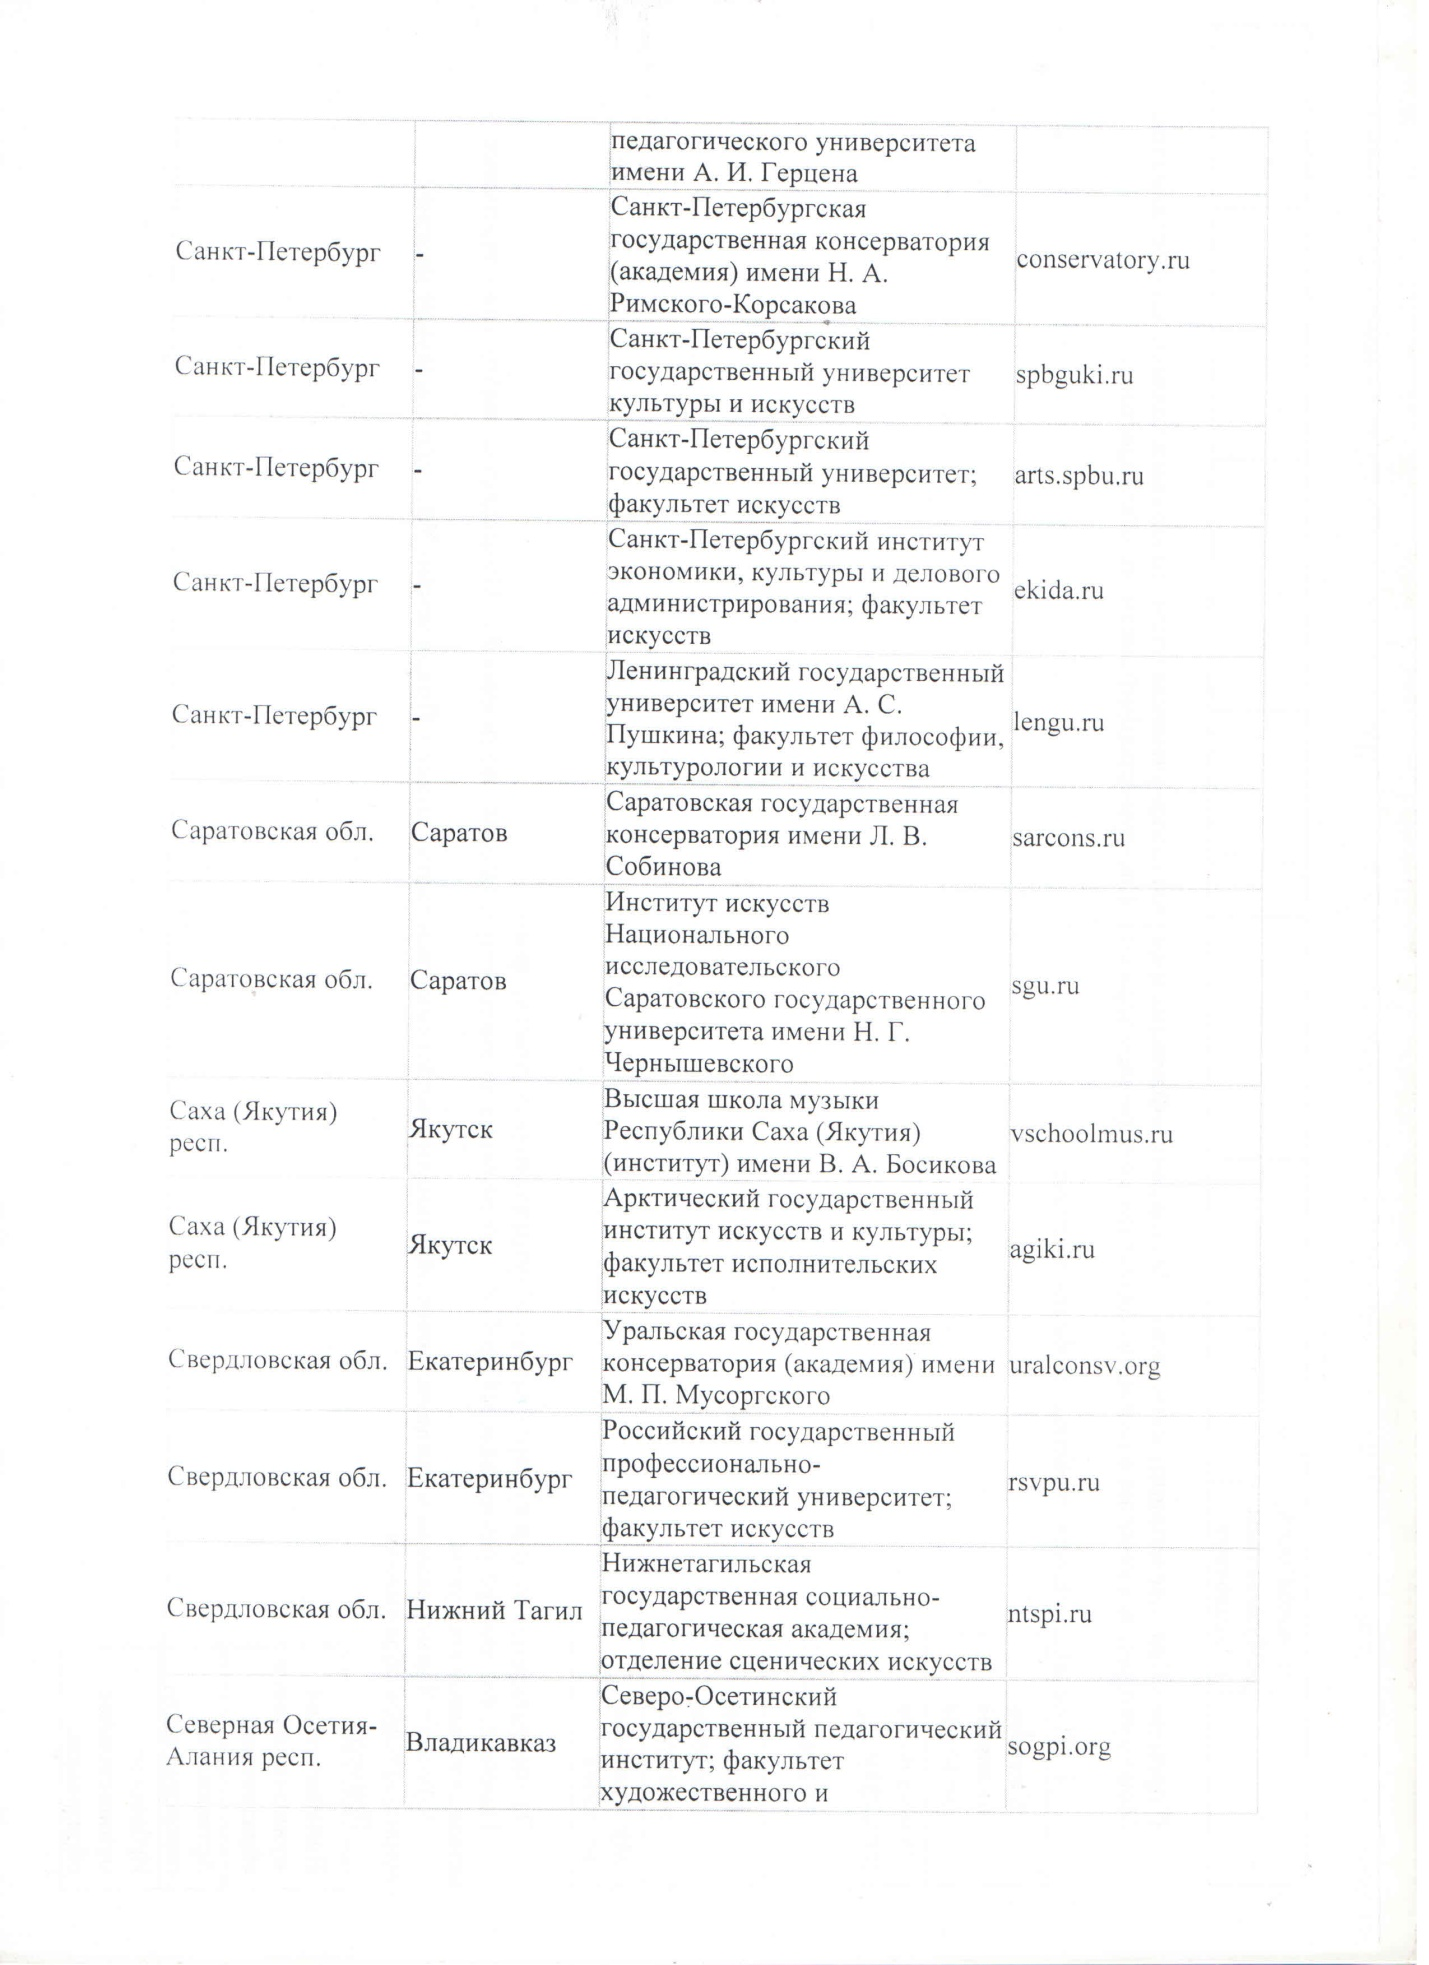 педагогического университета
имени А. И. Герцена
Санкт-Петербург
-
Санкт-Петербургская
государственная консерватория
(академия) имени Н. А.
Римского-Корсакова
conservatory.ru
Санкт-Петербург
-
Санкт-Петербургский
государственный университет
культуры и искусств
spbguki.ru
Санкт-Петербург
-
Санкт-Петербургский
государственный университет;
факультет искусств
arts.spbu.ru
Санкт-Петербург
-
Санкт-Петербургский институт
экономики, культуры и делового
администрирования; факультет
искусств
ekida.ru
Санкт-Петербург
-
Ленинградский государственный
университет имени А. С.
Пушкина; факультет философии,
культурологии и искусства
lengu.ru
Саратовская обл.
Саратов
Саратовская государственная
консерватория имени Л. В.
Собинова
sarcons.ru
Саратовская обл.
Саратов
Институт искусств
Национального
исследовательского
Саратовского государственного
университета имени Н. Г.
Чернышевского
sgu.ru
Саха (Якутия)
респ.
Якутск
Высшая школа музыки
Республики Саха (Якутия)
(институт) имени В. А. Босикова
vschoolmus.ru
Саха (Якутия)
респ.
Якутск
Арктический государственный
институт искусств и культуры;
факультет исполнительских
искусств
agiki.ru
Свердловская обл.
Екатеринбург
Уральская государственная
консерватория (академия) имени
М. П. Мусоргского
uralconsv.org
Свердловская обл.
Екатеринбург
Российский государственный
профессионально-
педагогический университет;
факультет искусств
rsvpu.ru
Свердловская обл.
Нижний Тагил
Нижнетагильская
государственная социально-
педагогическая академия;
отделение сценических искусств
ntspi.ru
Северная Осетия-
Алания респ.
Владикавказ
Северо-Осетинский
государственный педагогический
институт; факультет
художественного и
sogpi.org